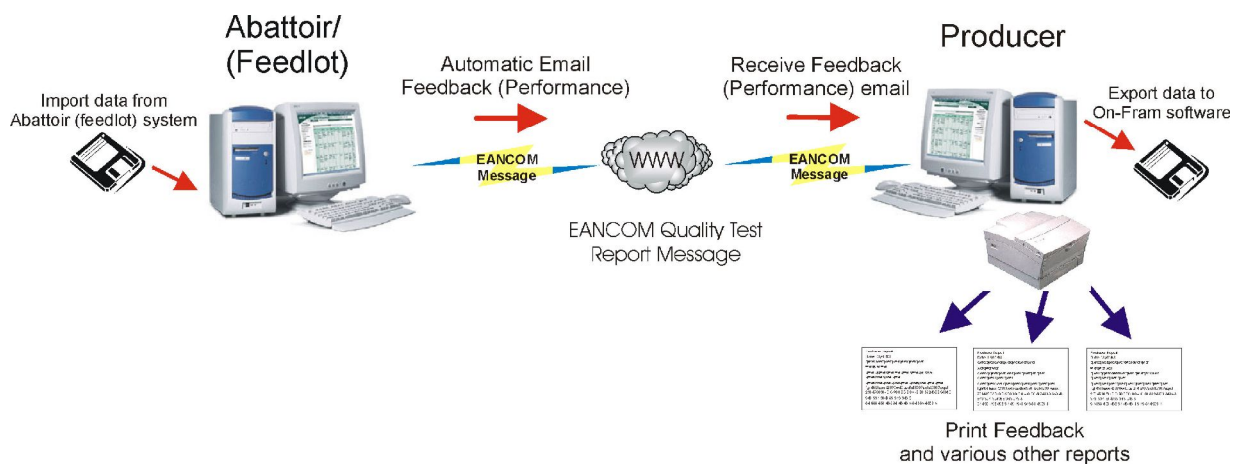 Abattoir/
(Feedlot)
Producer
Automatic Email
Feedback (Performance)
Receive Feedback
(Performance) email
Import data from
Abattoir (feedlot) system
Export data to
On-Fram software
EANCOM
Message
WWW
EANCOM
Message
EANCOM Quality Test
Report Message
Print Feedback
and various other reports